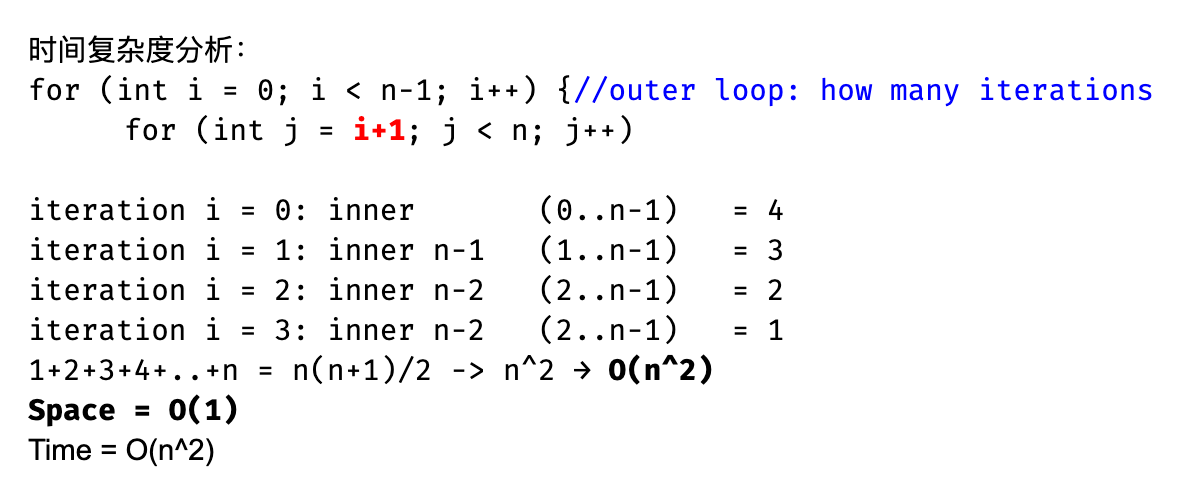 时间复杂度分析：
for (int i = 0; i < n-1; i++) {//outer loop: how many iterations
for (int j = i+1; j < n; j++)
iteration i = 0: inner (0..n-1) = 4
iteration i = 1: inner n-1 (1..n-1) = 3
iteration i = 2: inner n-2 (2..n-1) = 2
iteration i = 3: inner n-2 (2..n-1) = 1
1+2+3+4+..+n = n(n+1)/2 -> n^2 → O(n^2)
Space = O(1)
Time = O(n^2)